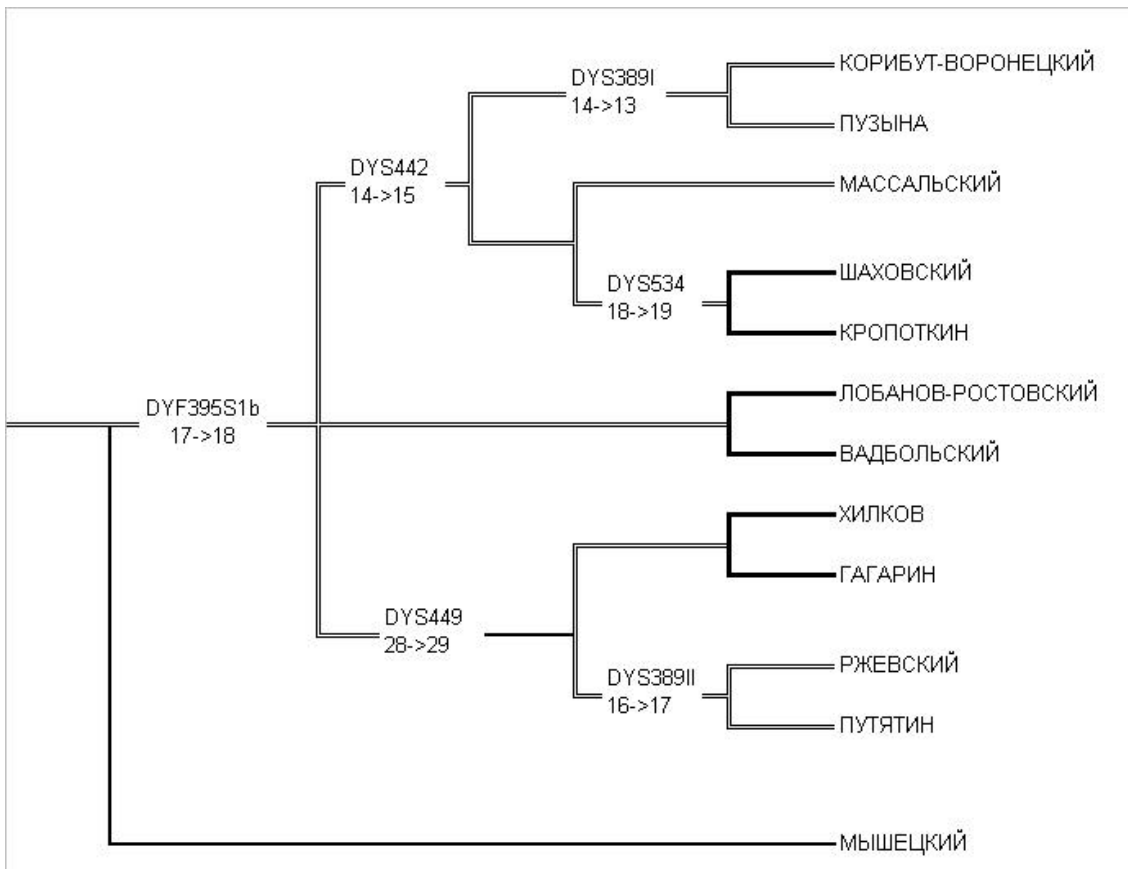 КОРИБУТ-ВОРОНЕЦКИЙ
DYS389I
14->13
ПУЗЫНА
DYS442
14->15
МАССАЛЬСКИЙ
ШАХОВСКИЙ
DYS534
18->19
КРОПОТКИН
ЛОБАНОВ-РОСТОВСКИЙ
DYF395S1b
17->18
ВАДБОЛЬСКИЙ
ХИЛКОВ
ГАГАРИН
DYS449
28->29
РЖЕВСКИЙ
DYS389II
16->17
ПУТЯТИН
МЫШЕЦКИЙ